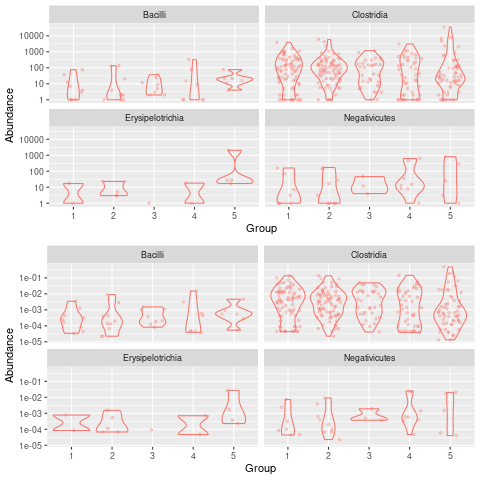 Bacilli Clostridia
10000
1000
100
10
1
Erysipelotrichia Negativicutes
10000
1000
100
10
1
1 2 3 4 5 1 2 3 4 5
Group
Abundance
Bacilli Clostridia
1e-01
1e-02
1e-03
1e-04
1e-05
Erysipelotrichia Negativicutes
1e-01
1e-02
1e-03
1e-04
1e-05
1 2 3 4 5 1 2 3 4 5
Group
Abundance